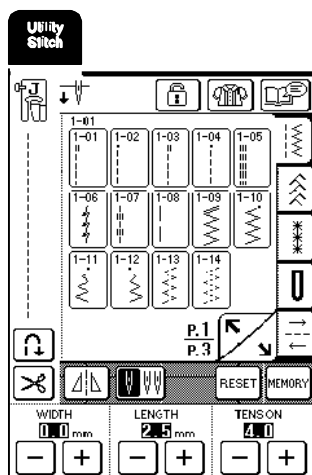 Utility
Stitch
J
1-01
1-01 1-02 1-03 1-04 1-05
1-06 1-07 1-08 1-09 1-10
1-11 1-12 1-13 1-14
P.1
P.3
RESET MEMORY
WIDTH LENGTH TENS ON
0.0 mm 2.5 mm 4.0
− + − + − +